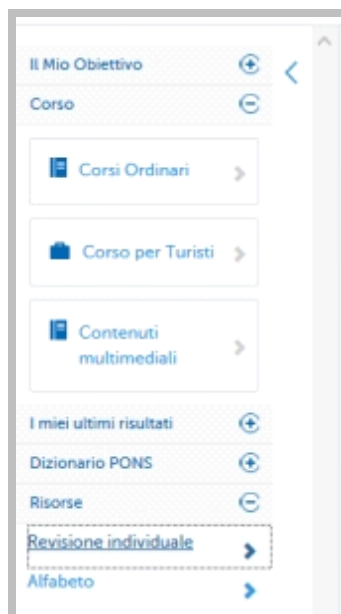 Il Mio Obiettivo
Corso
Corsi Ordinari
Corso per Turisti
Contenuti
multimediali
I miei ultimi risultati
Dizionario PONS
Risorse
Revisione individuale
Alfabeto